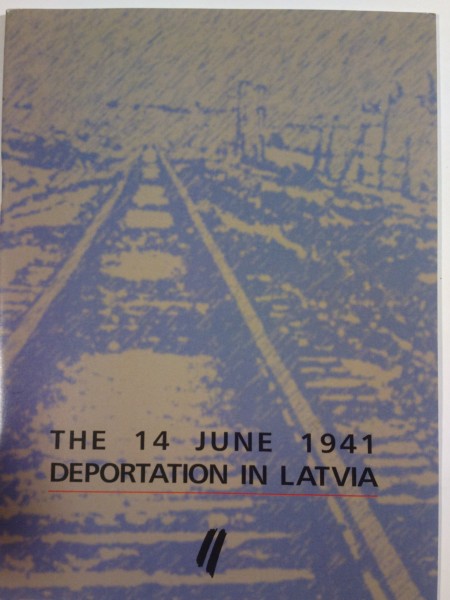 THE 14 JUNE 1941
DEPORTATION IN LATVIA